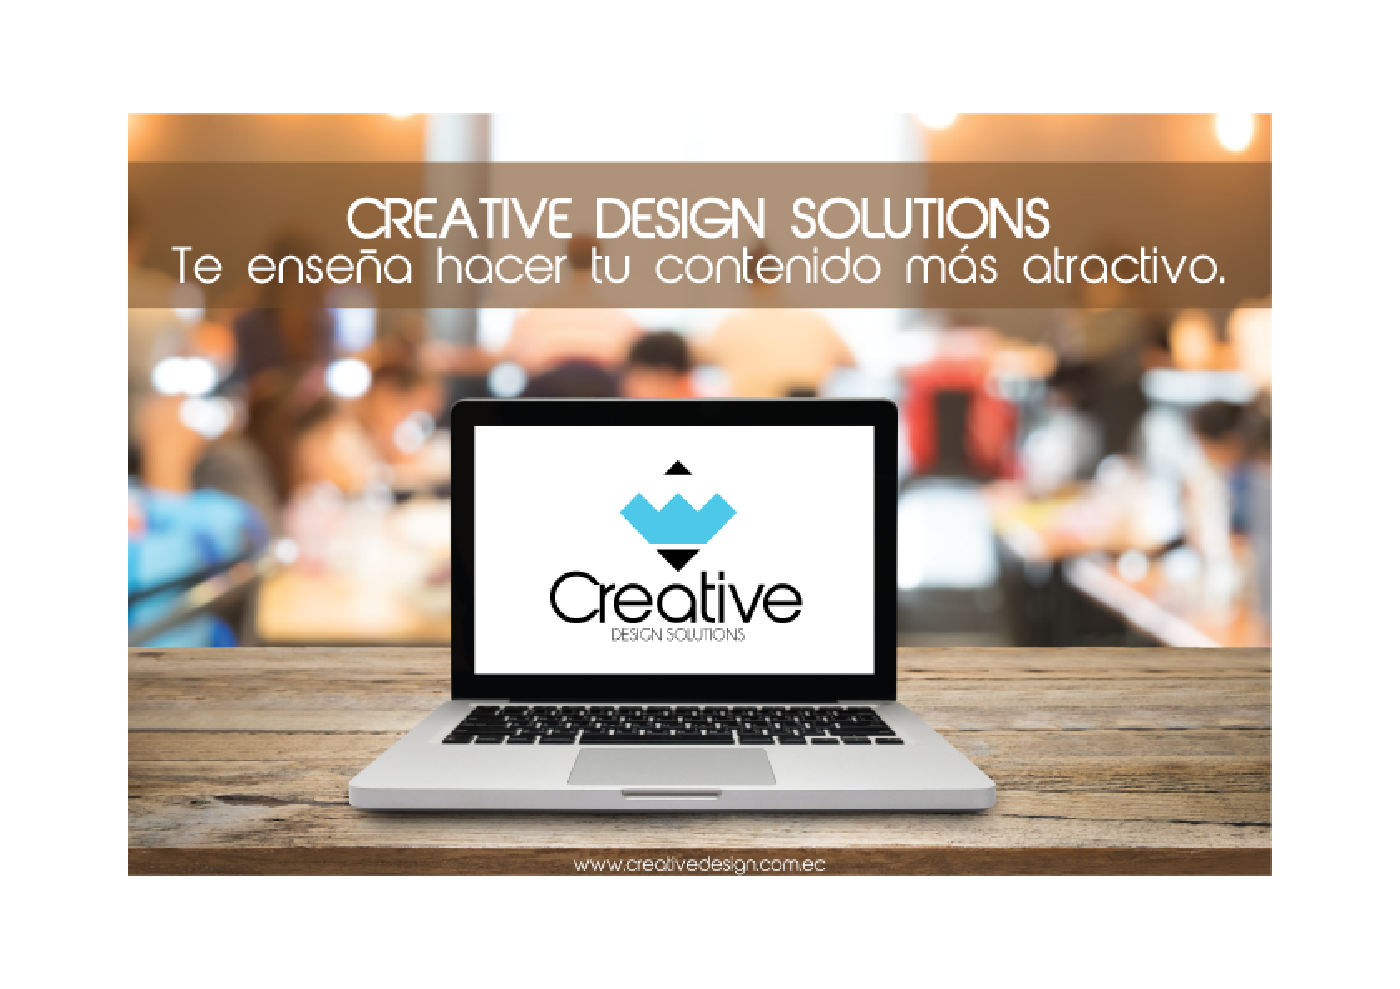 CREATIVE DESIGN SOLUTIONS
Te enseña hacer tu contenido más atractivo.
Creative
DESIGN SOLUTIONS
www.creativedesign.com.ec